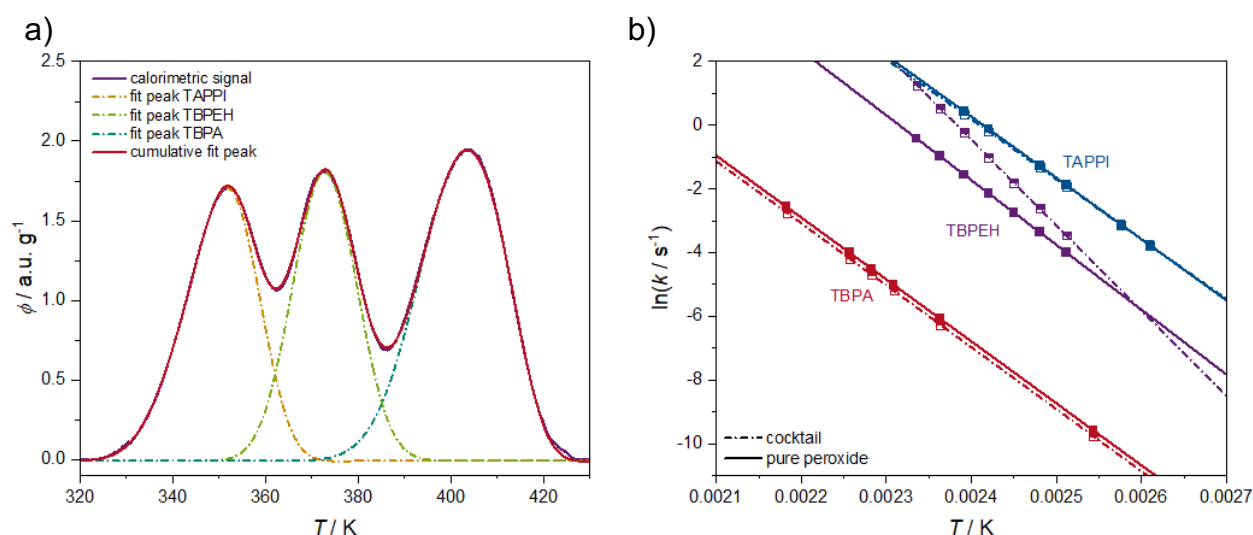 a)
2.5
2.0
1.5
1.0
0.5
0.0
ϕ / a.u. g⁻¹
calorimetric signal
fit peak TAPPI
fit peak TBPEH
fit peak TBPA
cumulative fit peak
320 340 360 380 400 420
T / K
b)
2
0
-2
-4
-6
-8
-10
ln(k / s⁻¹)
TAPPI
TBPEH
TBPA
cocktail
pure peroxide
0.0021 0.0022 0.0023 0.0024 0.0025 0.0026 0.0027
T / K